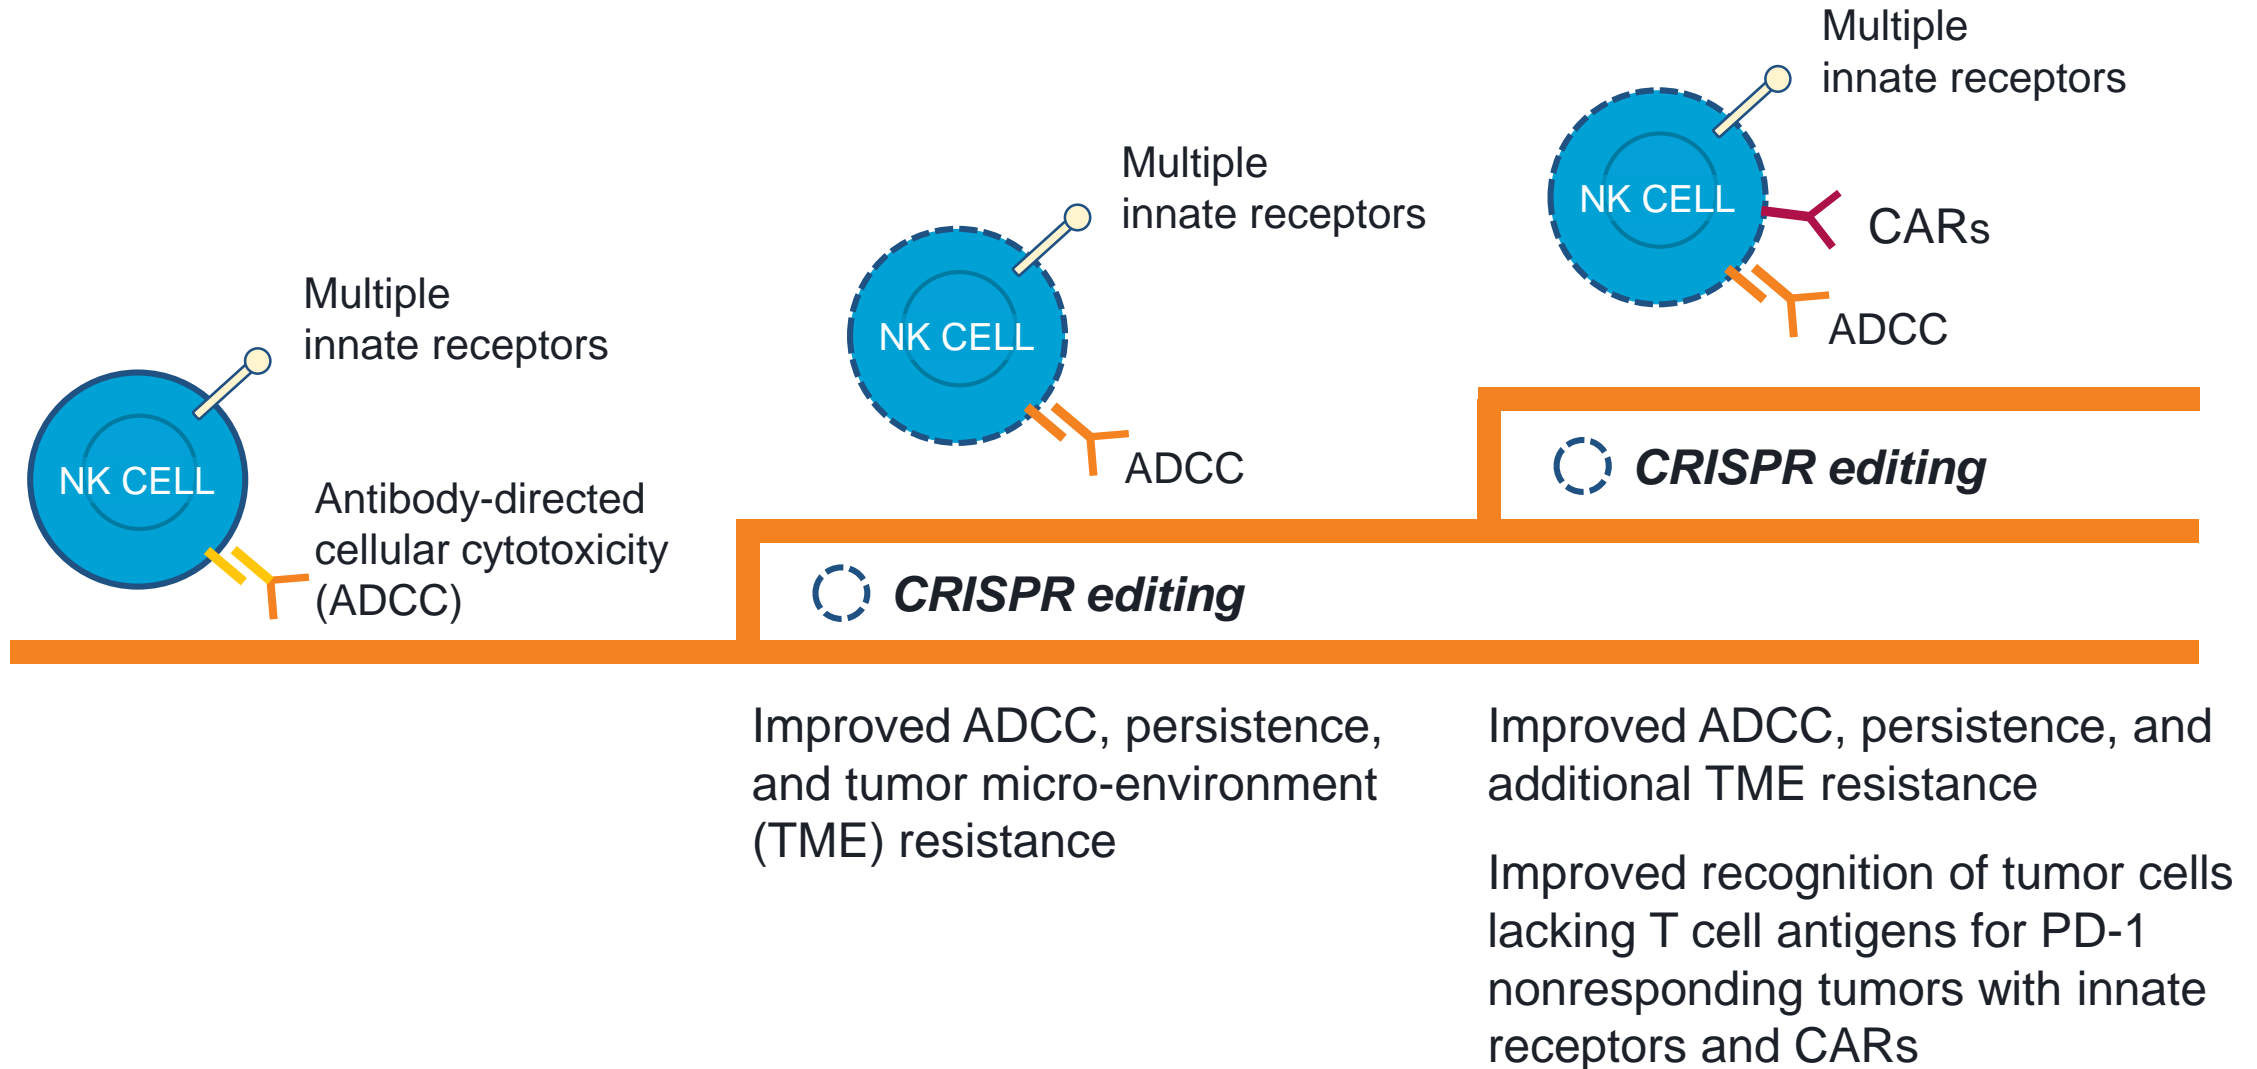 Multiple
innate receptors
NK CELL
Antibody-directed
cellular cytotoxicity
(ADCC)
Multiple
innate receptors
NK CELL
ADCC
CRISPR editing
Improved ADCC, persistence,
and tumor micro-environment
(TME) resistance
Multiple
innate receptors
NK CELL
CARs
ADCC
CRISPR editing
Improved ADCC, persistence, and
additional TME resistance
Improved recognition of tumor cells
lacking T cell antigens for PD-1
nonresponding tumors with innate
receptors and CARs